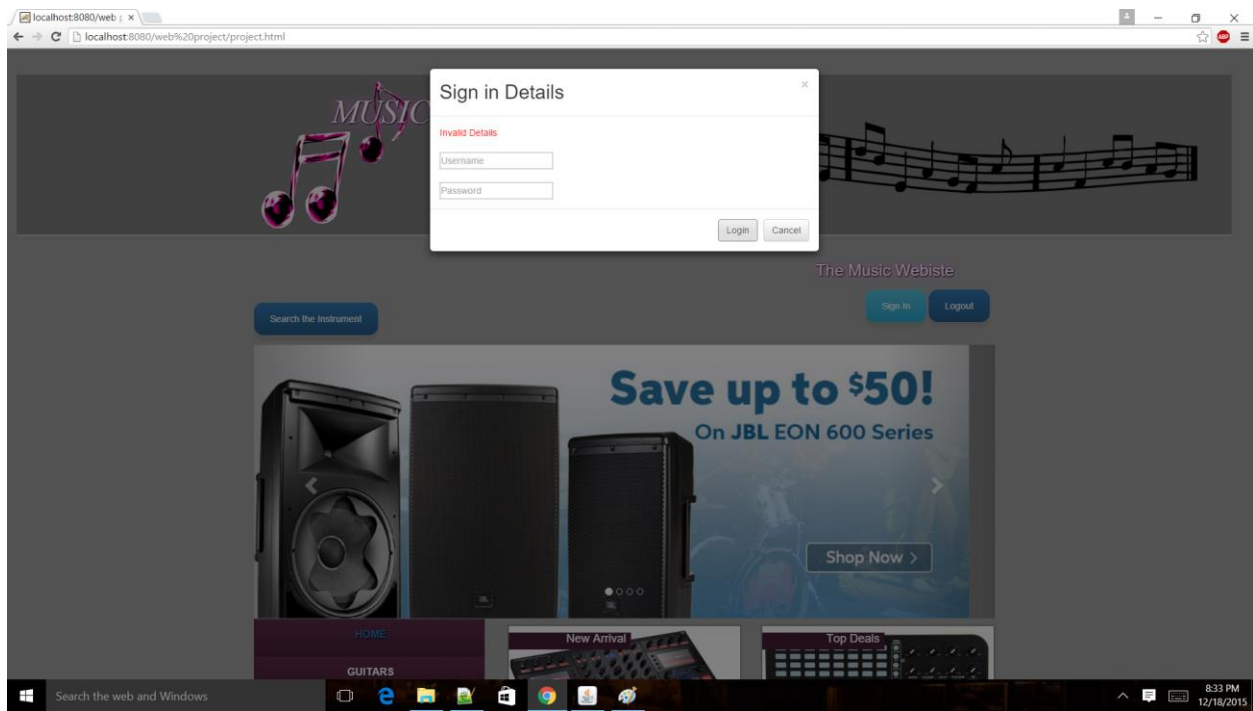 localhost:8080/web p
localhost:8080/web%20project/project.html
ABP
Sign in Details
×
MUSIC
Invalid Details
Username
Password
Login
Cancel
The Music Webiste
Search the Instrument
Sign In
Logout
Save up to $50!
On JBL EON 600 Series
Shop Now >
HOME
New Arrival
Top Deals
GUITARS
Search the web and Windows
8:33 PM
12/18/2015